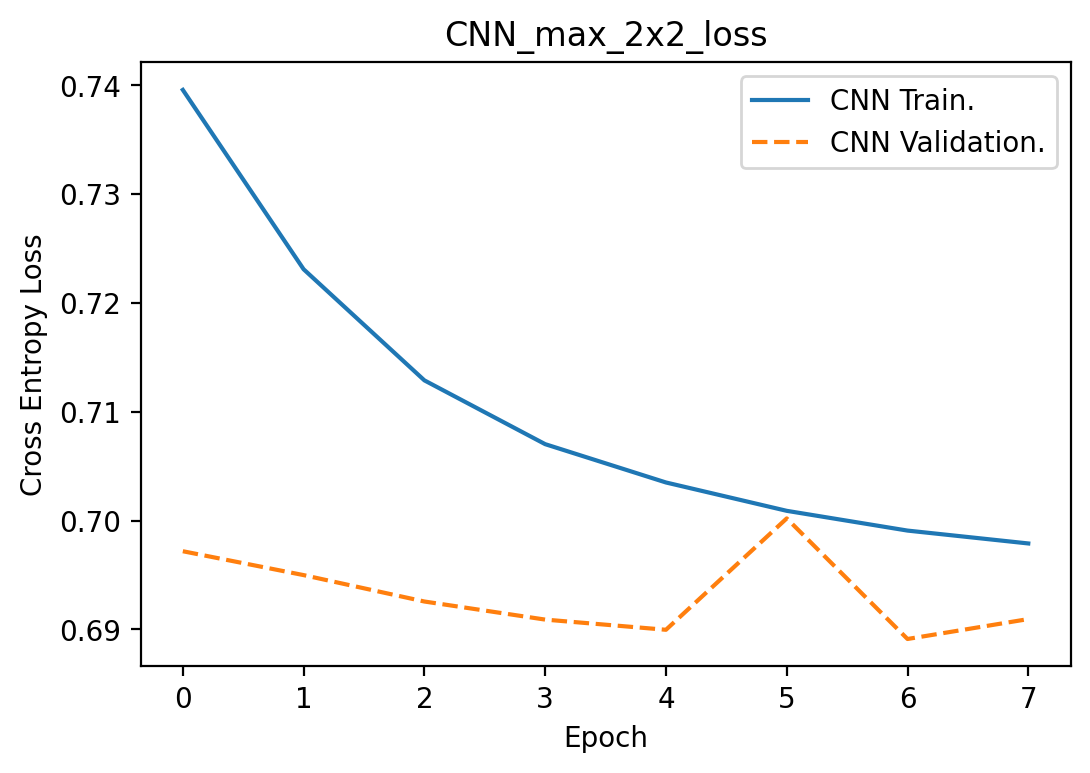 CNN_max_2x2_loss
CNN Train.
CNN Validation.
Cross Entropy Loss
0.74
0.73
0.72
0.71
0.70
0.69
0 1 2 3 4 5 6 7
Epoch